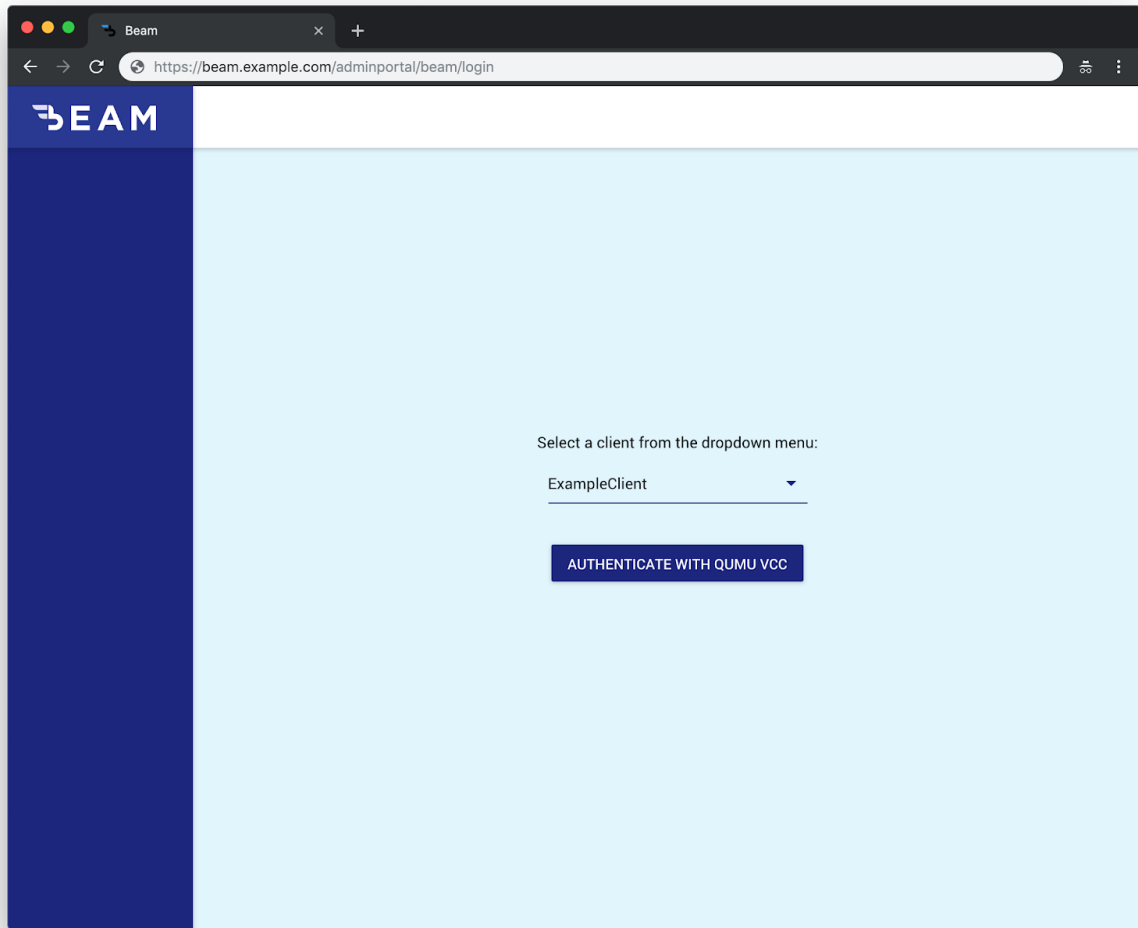 Beam
https://beam.example.com/adminportal/beam/login
BEAM
Select a client from the dropdown menu:
ExampleClient
AUTHENTICATE WITH QUMU VCC